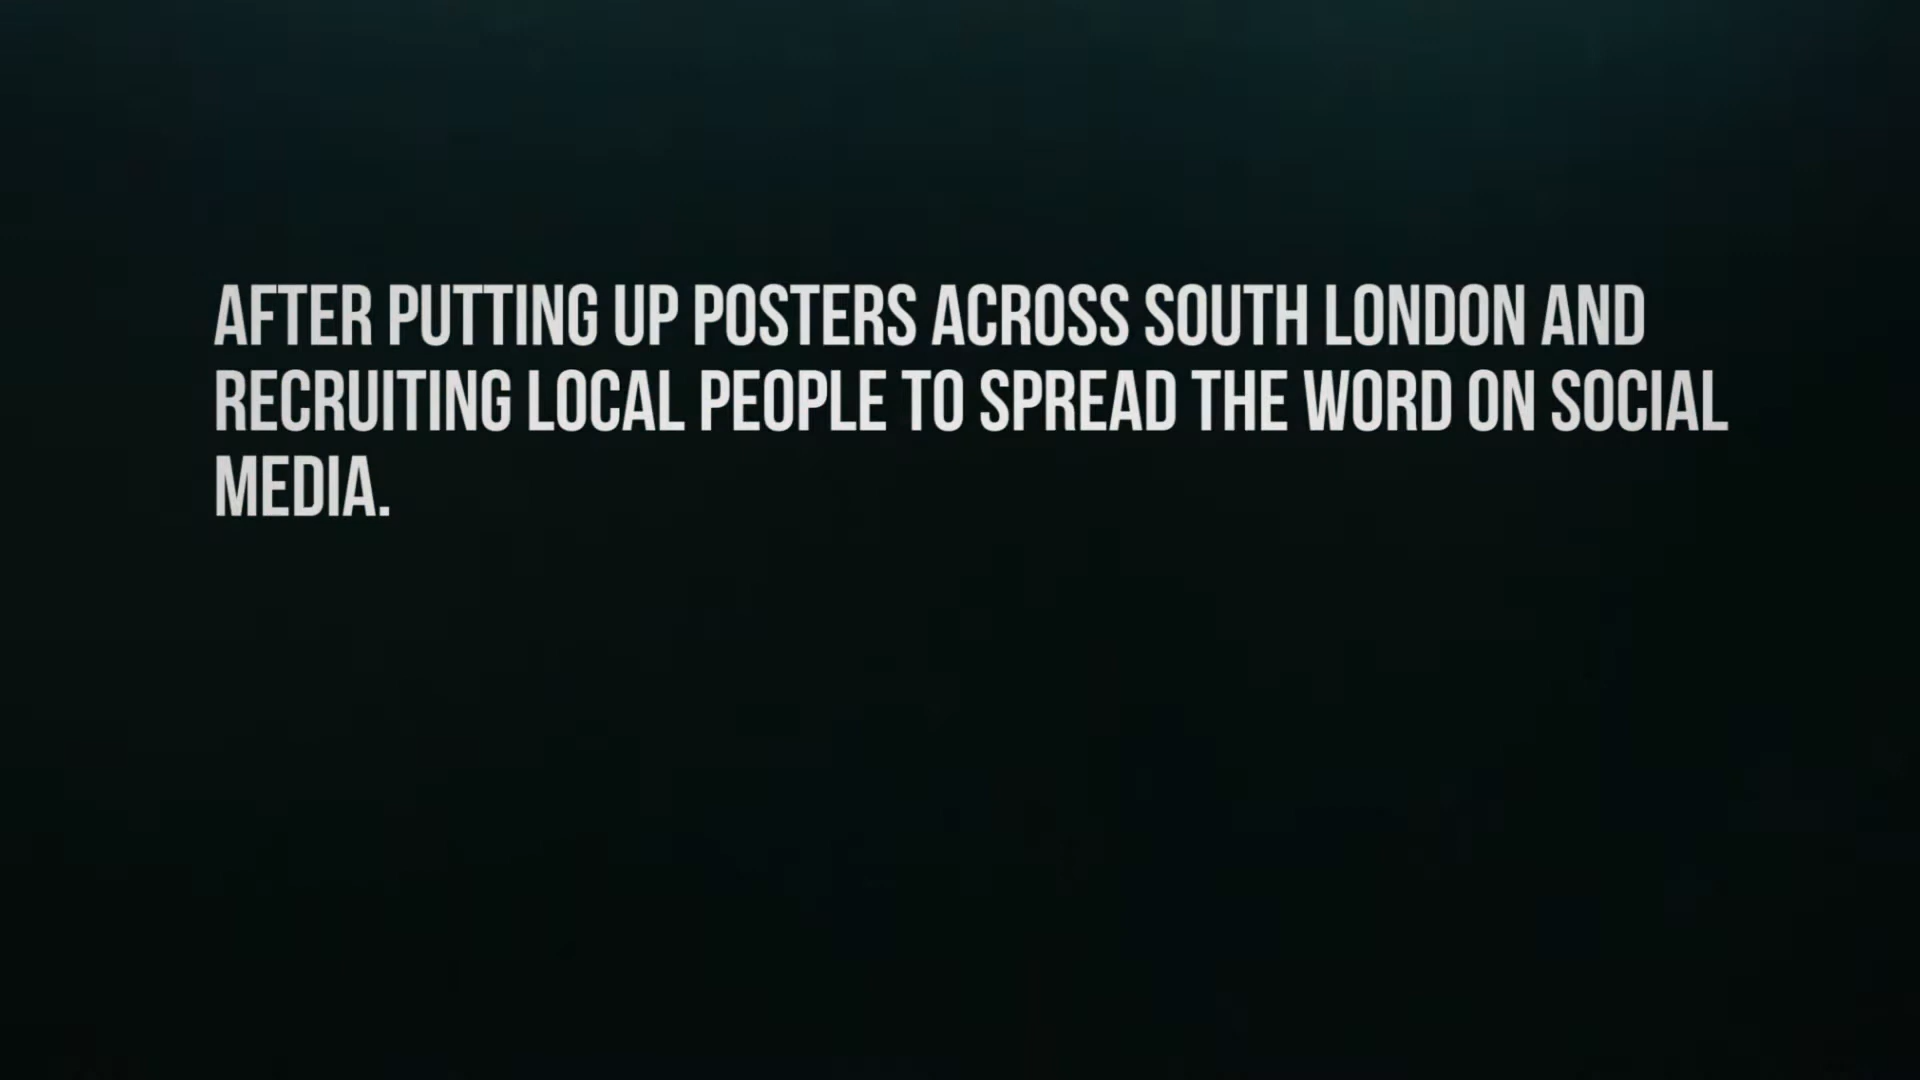 AFTER PUTTING UP POSTERS ACROSS SOUTH LONDON AND
RECRUITING LOCAL PEOPLE TO SPREAD THE WORD ON SOCIAL
MEDIA.